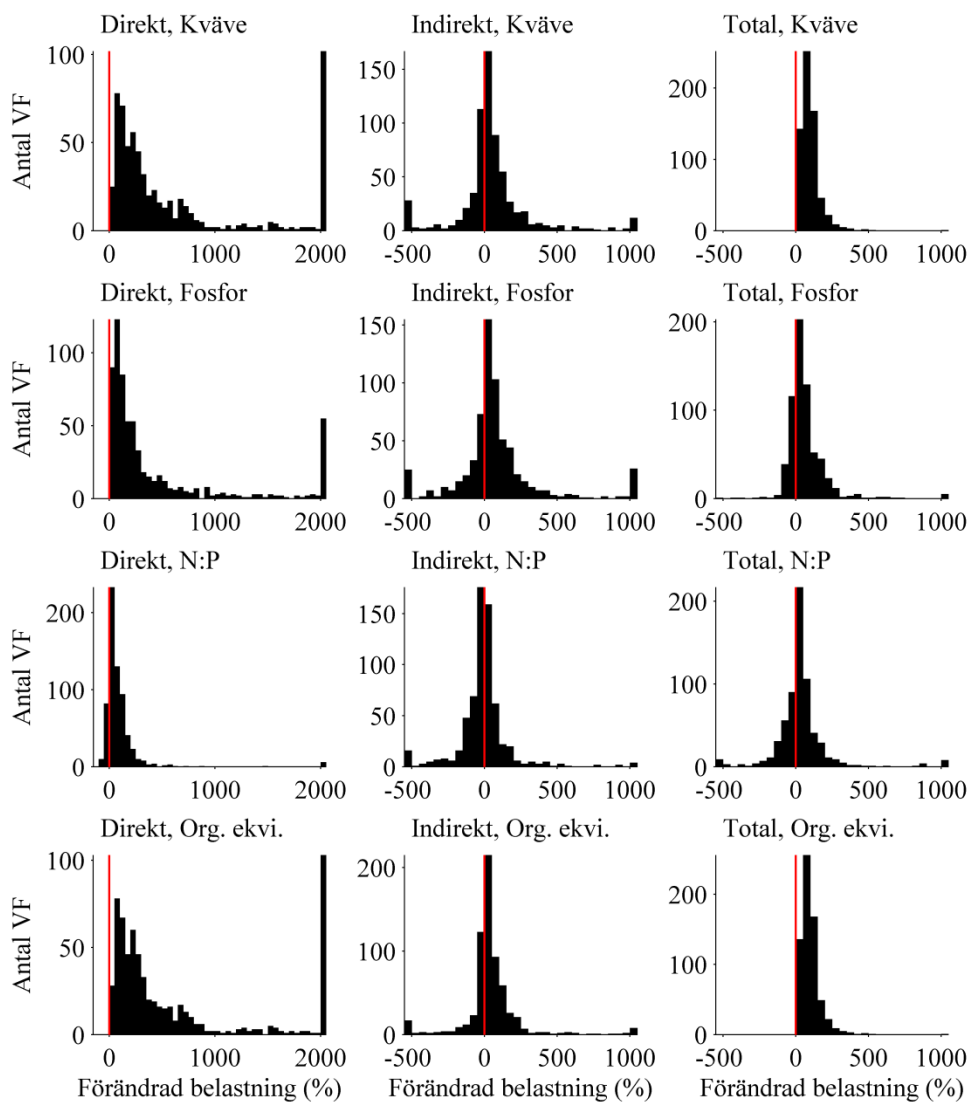 Direkt, Kväve Indirekt, Kväve Total, Kväve
Antal VF
100
50
0
0 1000 2000
150
100
50
0
-500 0 500 1000
200
100
0
-500 0 500 1000
Direkt, Fosfor Indirekt, Fosfor Total, Fosfor
Antal VF
100
50
0
0 1000 2000
150
100
50
0
-500 0 500 1000
200
100
0
-500 0 500 1000
Direkt, N:P Indirekt, N:P Total, N:P
Antal VF
200
100
0
0 1000 2000
150
100
50
0
-500 0 500 1000
200
100
0
-500 0 500 1000
Direkt, Org. ekvi. Indirekt, Org. ekvi. Total, Org. ekvi.
Antal VF
100
50
0
0 1000 2000
200
100
0
-500 0 500 1000
200
100
0
-500 0 500 1000
Förändrad belastning (%) Förändrad belastning (%) Förändrad belastning (%)